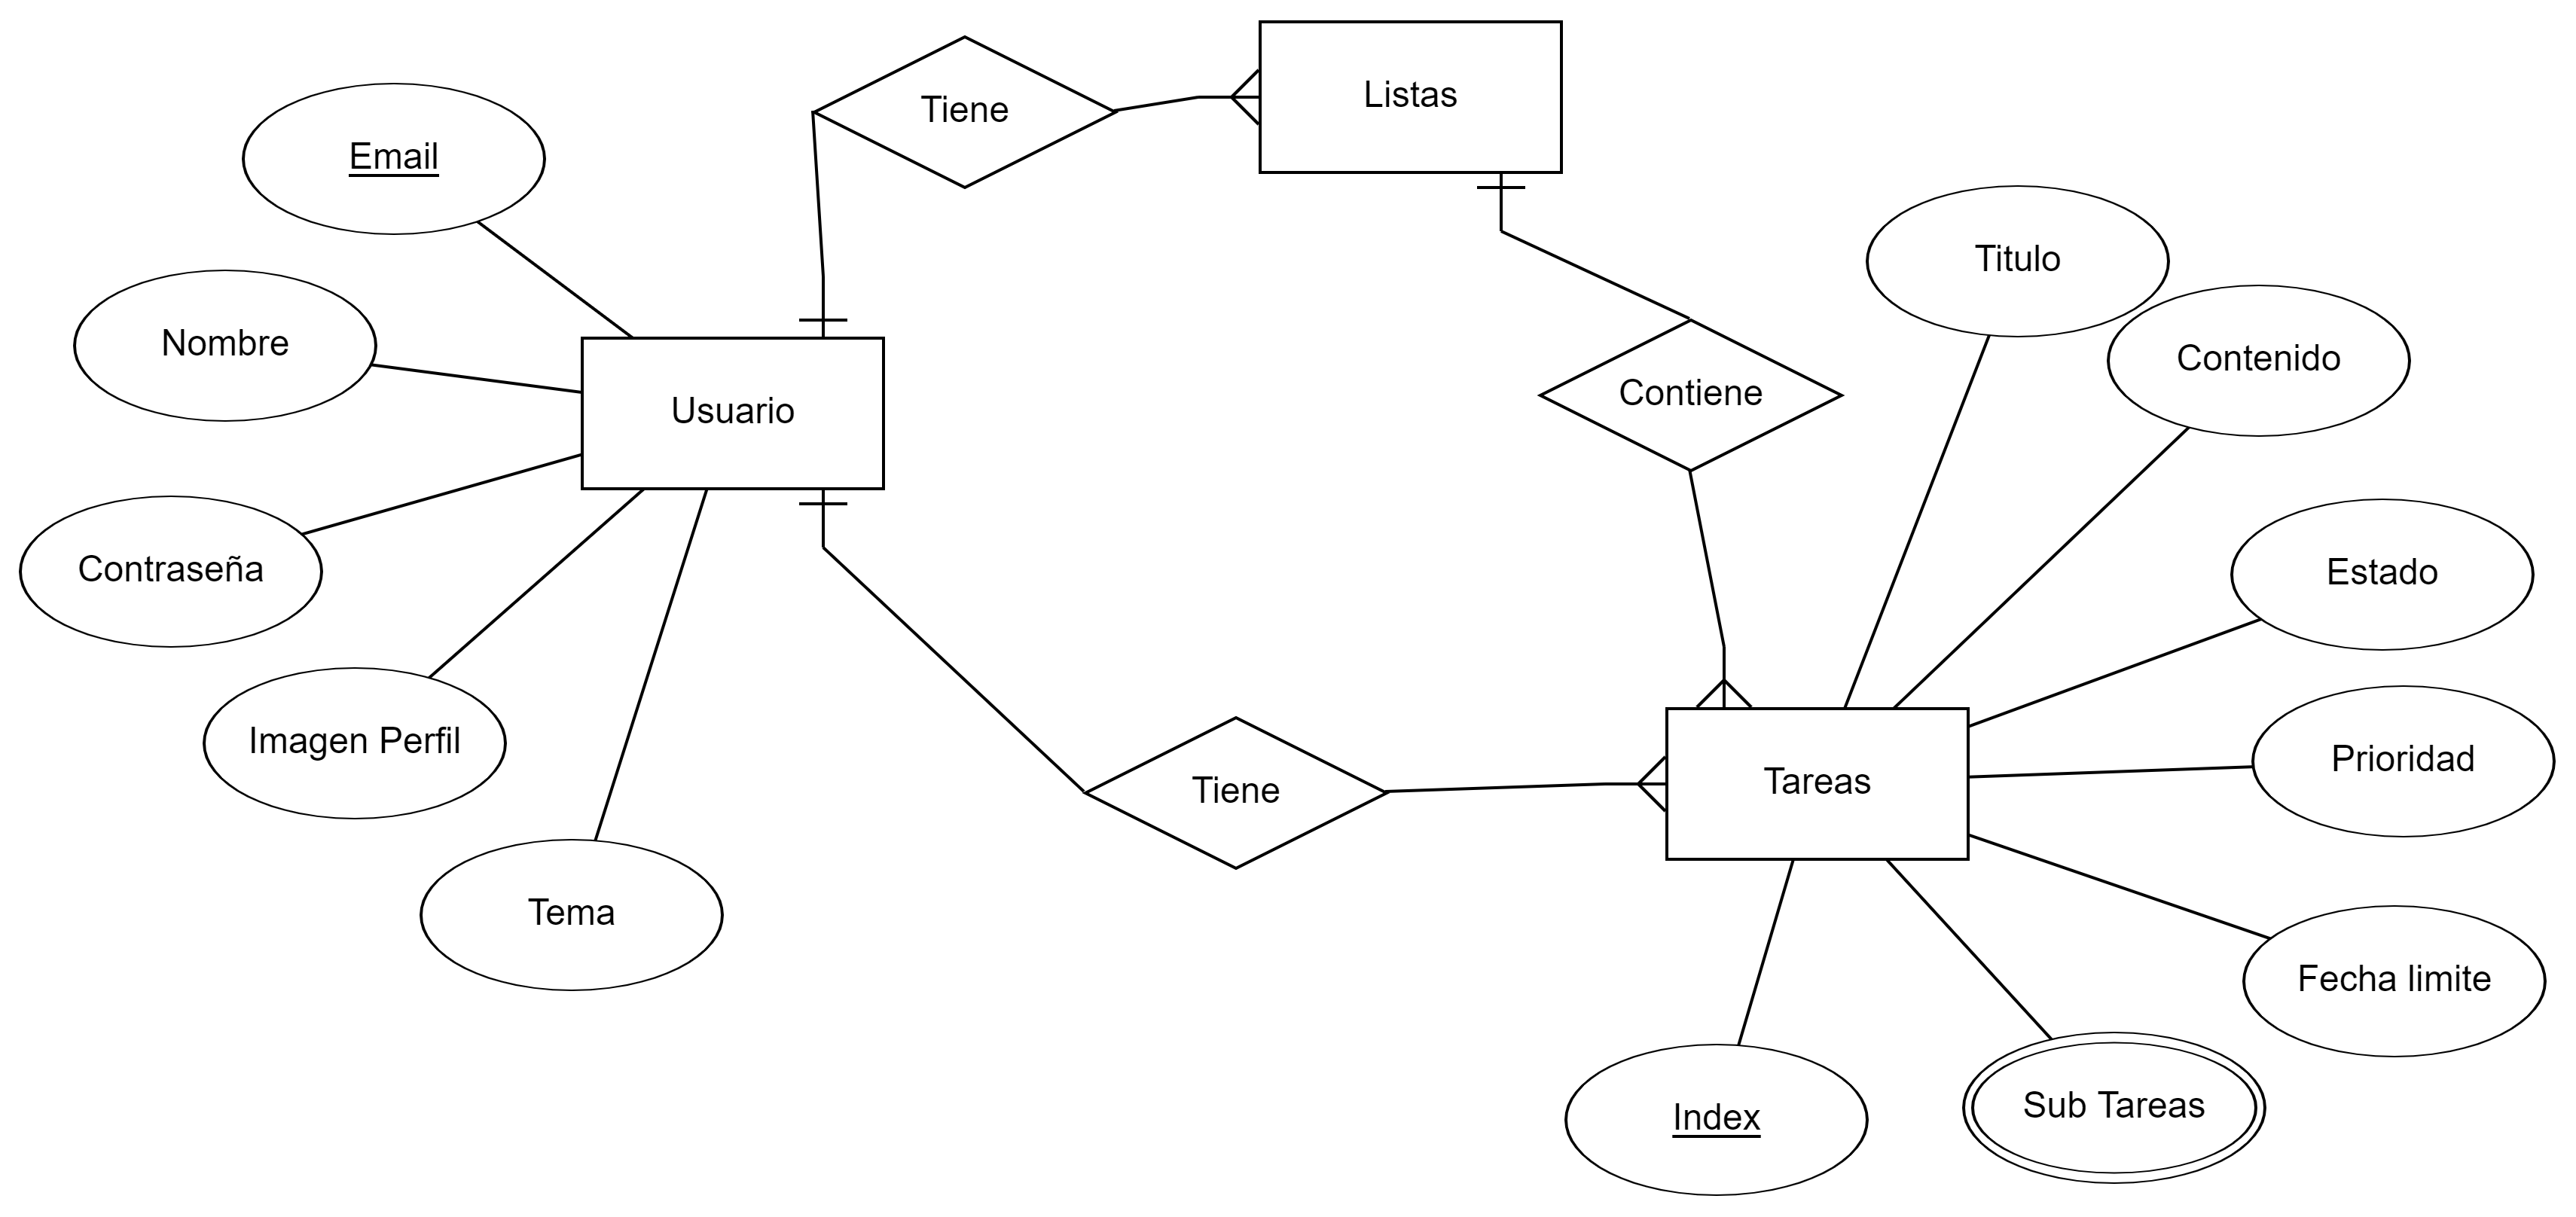 Listas
Tiene
Email
Titulo
Nombre
Contenido
Contiene
Usuario
Contraseña
Estado
Imagen Perfil
Prioridad
Tareas
Tiene
Tema
Fecha limite
Sub Tareas
Index